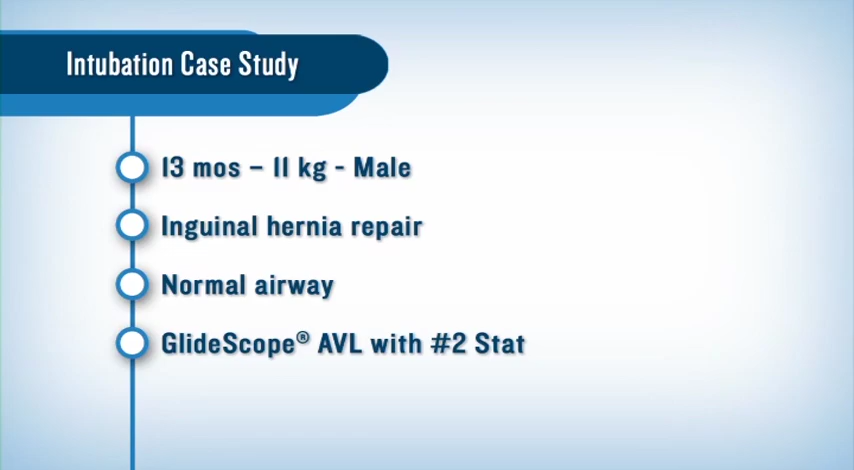 Intubation Case Study
13 mos – 11 kg - Male
Inguinal hernia repair
Normal airway
GlideScope® AVL with #2 Stat